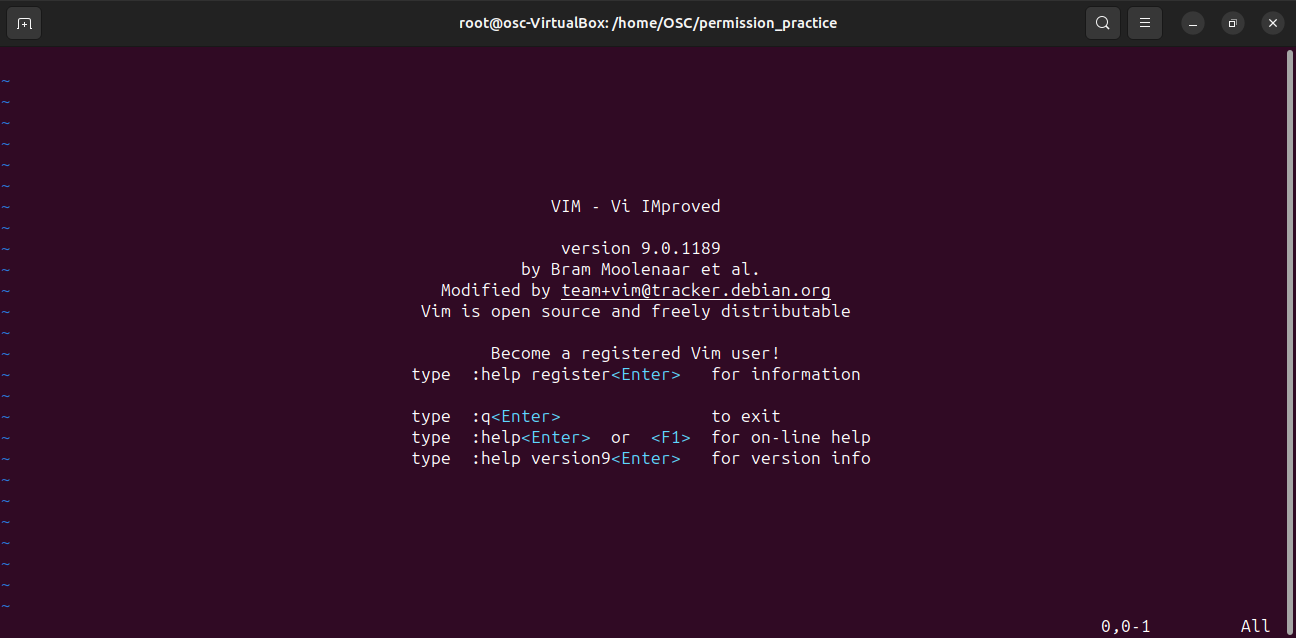 root@osc-VirtualBox: /home/OSC/permission_practice
~
~
~
~
~
~
~ VIM - Vi IMproved
~
~ version 9.0.1189
~ by Bram Moolenaar et al.
~ Modified by team+vim@tracker.debian.org
~ Vim is open source and freely distributable
~
~ Become a registered Vim user!
~ type :help register<Enter> for information
~
~ type :q<Enter> to exit
~ type :help<Enter> or <F1> for on-line help
~ type :help version9<Enter> for version info
~
~
~
~
~
~
~
0,0-1 All